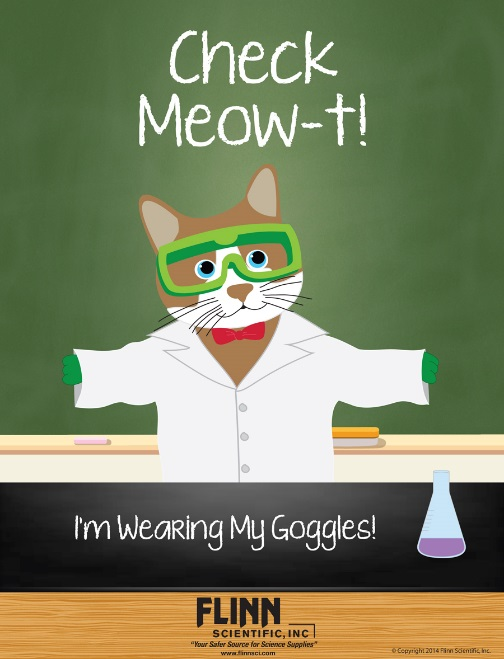 Check
Meow-t!
I'm Wearing My Goggles!
FLINN
SCIENTIFIC, INC
"Your Safer Source for Science Supplies"
www.flinnsci.com
© Copyright 2014 Flinn Scientific, Inc.